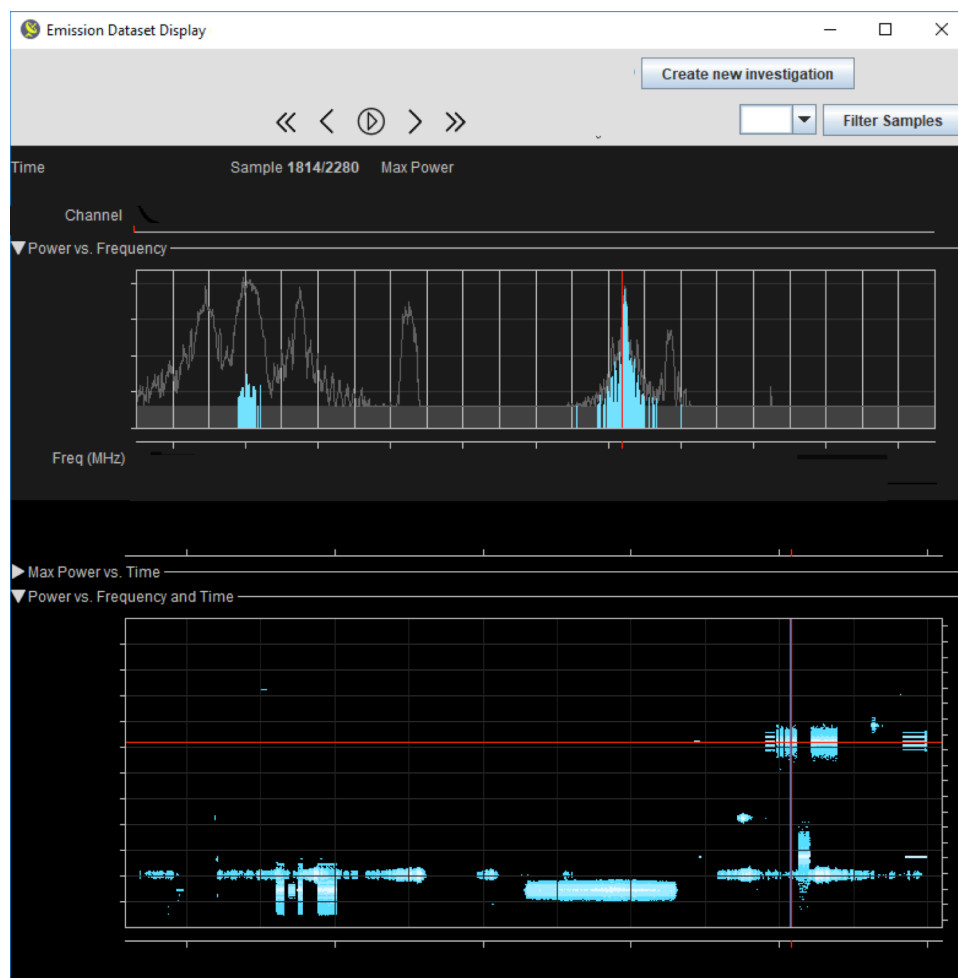 Emission Dataset Display
Create new investigation
Filter Samples
Time Sample 1814/2280 Max Power
Channel
Power vs. Frequency
Freq (MHz)
Max Power vs. Time
Power vs. Frequency and Time